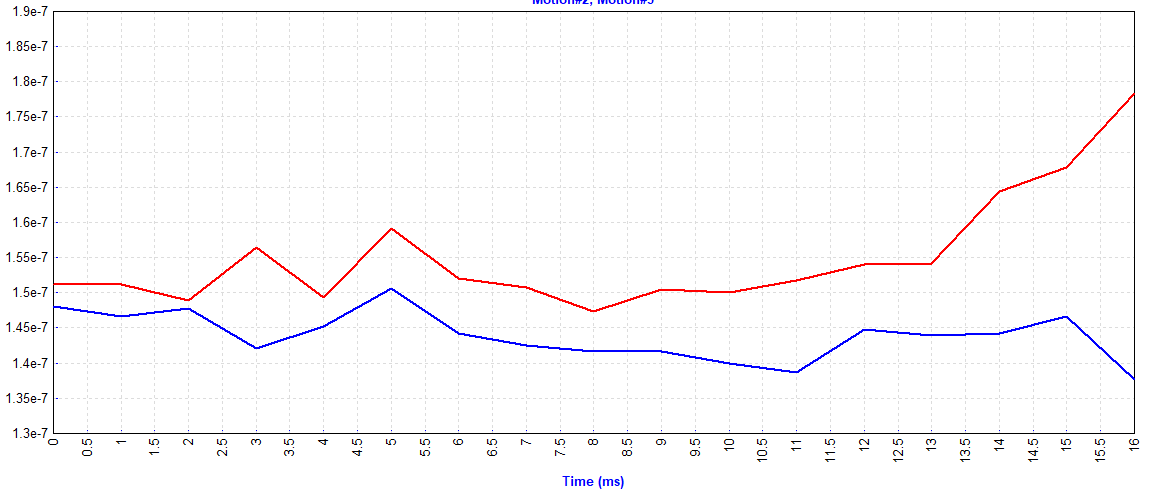 Motion#2, Motion#3
1.9e-7
1.85e-7
1.8e-7
1.75e-7
1.7e-7
1.65e-7
1.6e-7
1.55e-7
1.5e-7
1.45e-7
1.4e-7
1.35e-7
1.3e-7
0 0.5 1 1.5 2 2.5 3 3.5 4 4.5 5 5.5 6 6.5 7 7.5 8 8.5 9 9.5 10 10.5 11 11.5 12 12.5 13 13.5 14 14.5 15 15.5 16
Time (ms)